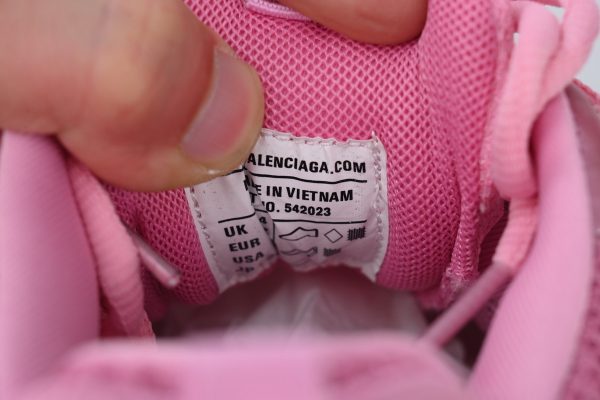 ALENCIAGA.COM
E IN VIETNAM
O. 542023
UK
EUR
USA